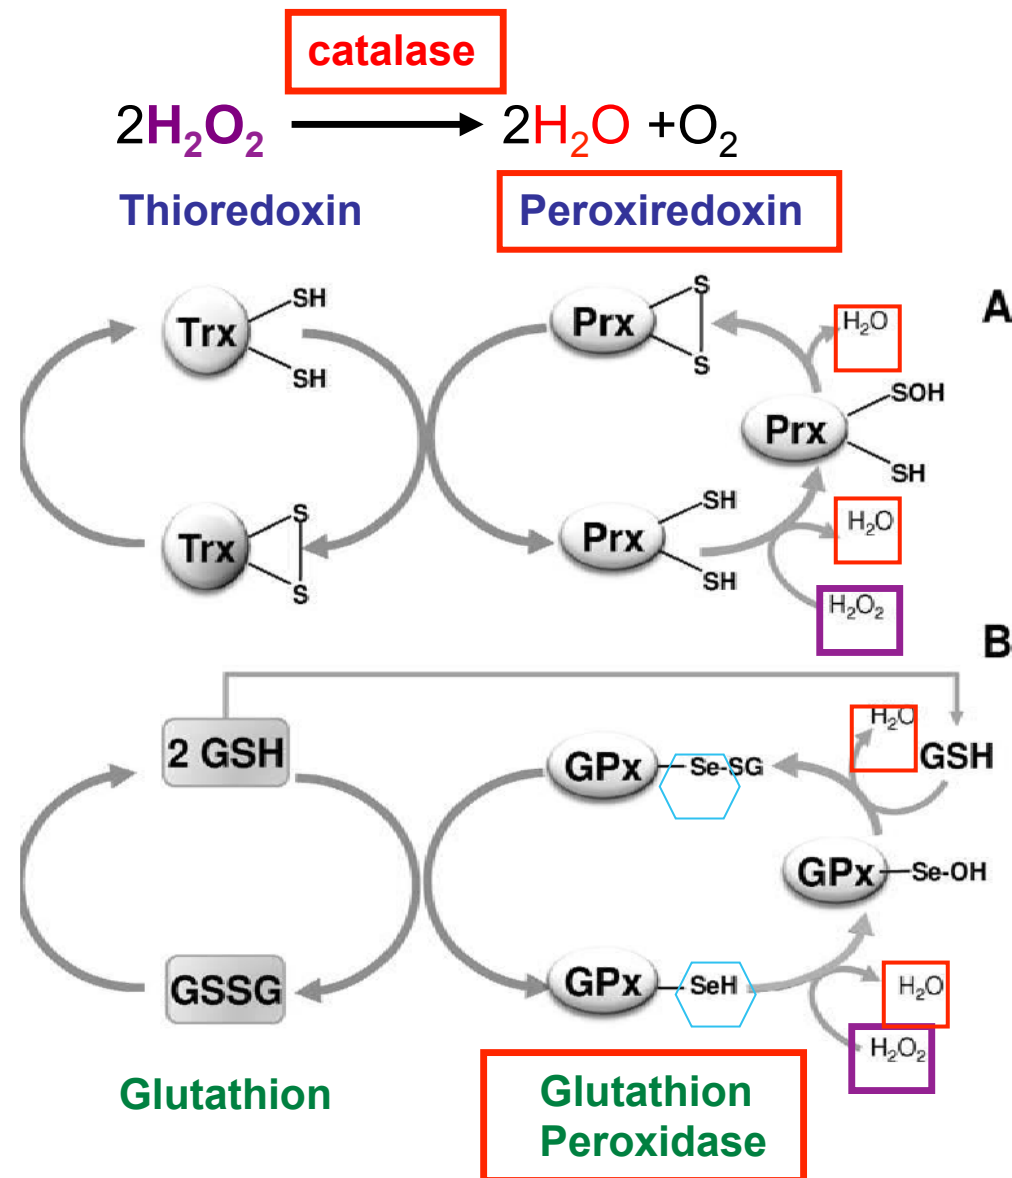 catalase
2H₂O₂ 2H₂O +O₂
Thioredoxin Peroxiredoxin
A
Trx
SH
SH
Prx
S
S
H₂O
Prx
SOH
SH
Trx
S
S
Prx
SH
SH
H₂O
H₂O₂
B
2 GSH
GPx Se-SG
H₂O
GSH
GPx Se-OH
GSSG
GPx SeH
H₂O
H₂O₂
Glutathion
Glutathion
Peroxidase